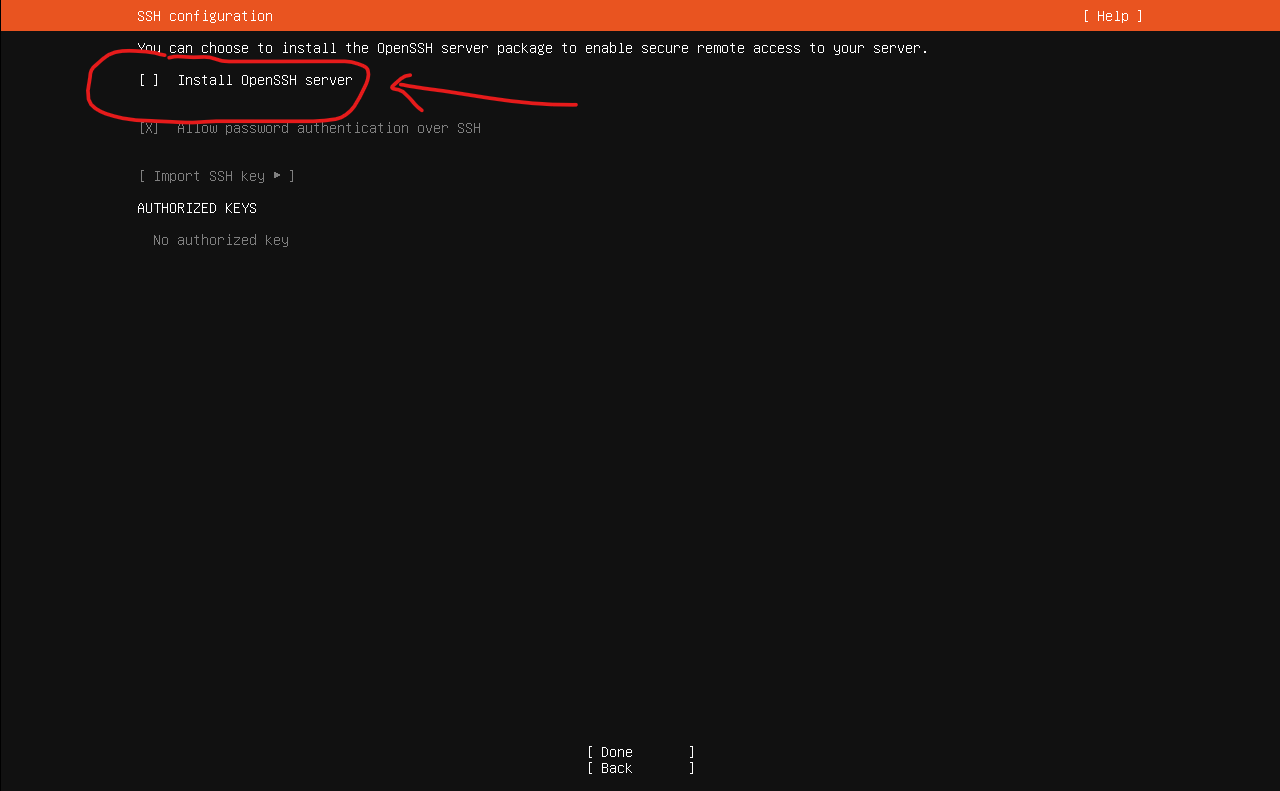 SSH configuration [ Help ]
You can choose to install the OpenSSH server package to enable secure remote access to your server.
[ ] Install OpenSSH server
[X] Allow password authentication over SSH
[ Import SSH key ▸ ]
AUTHORIZED KEYS
No authorized key
[ Done ]
[ Back ]